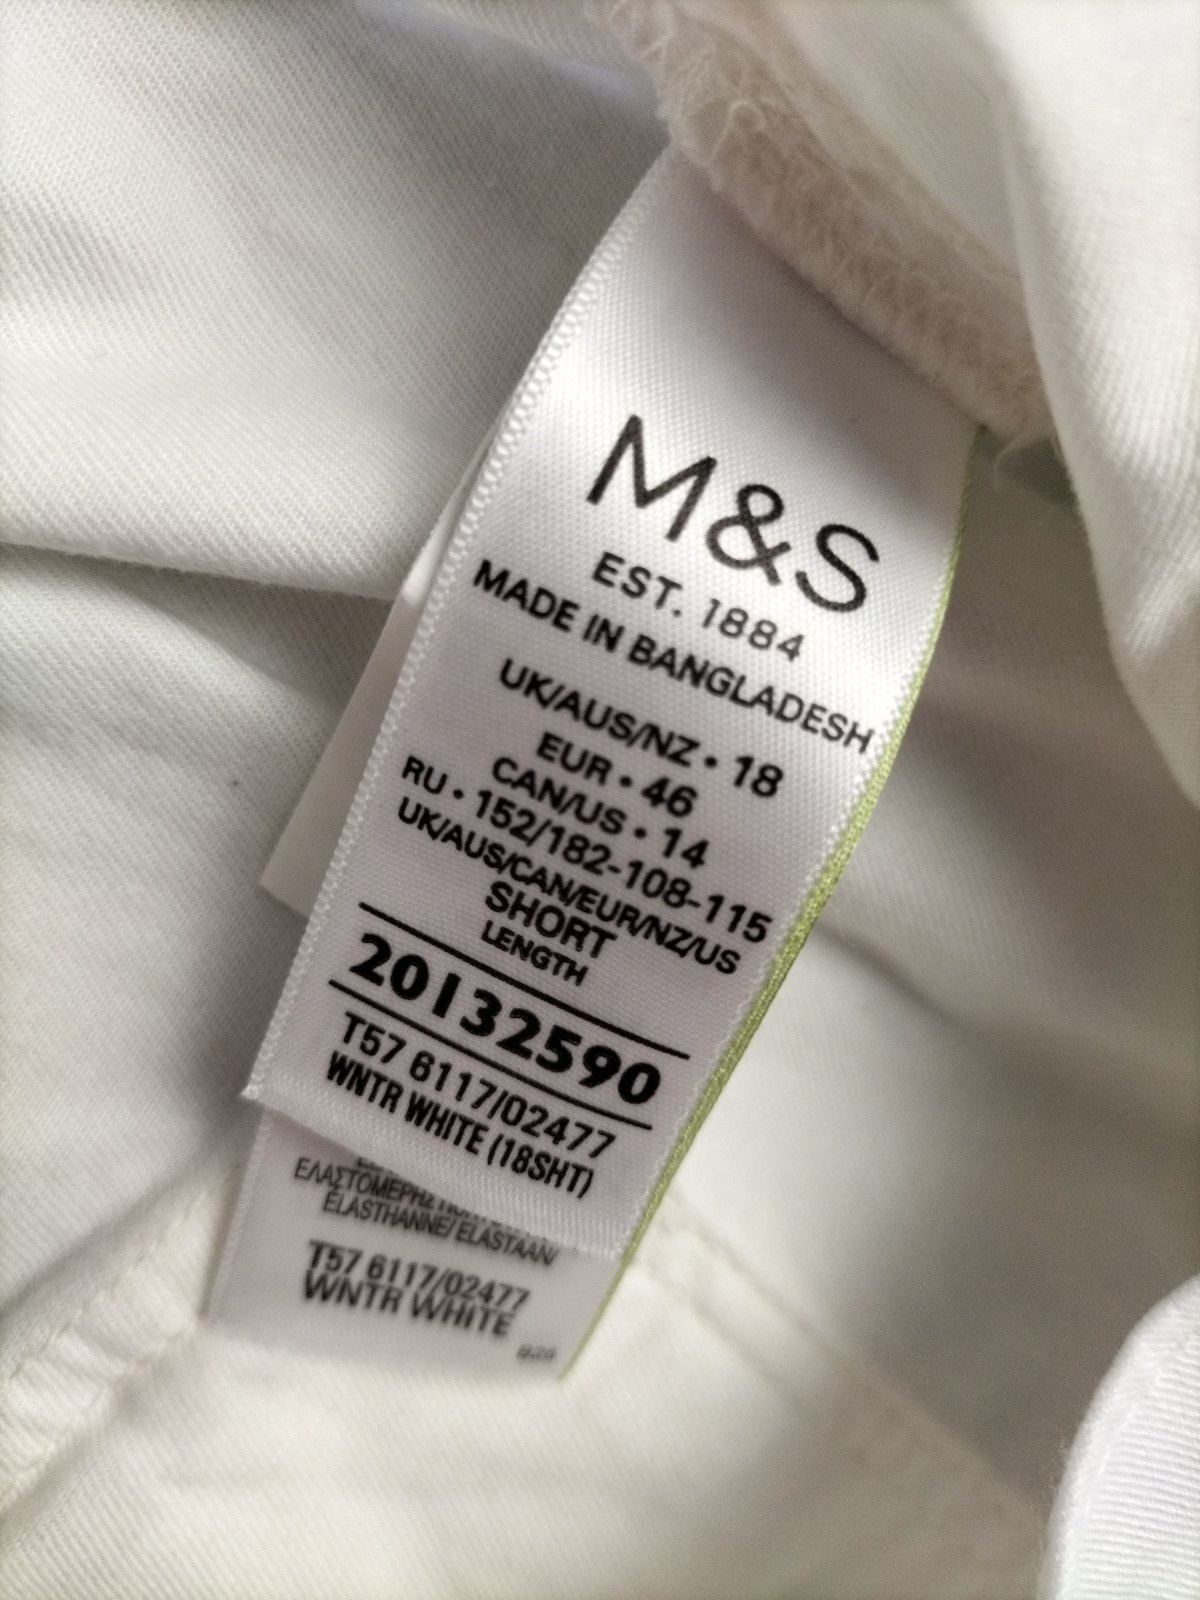 M&S
EST. 1884
MADE IN BANGLADESH
UK/AUS/NZ • 18
EUR • 46
CAN/US • 14
RU • 152/182-108-115
UK/AUS/CAN/EUR/NZ/US
SHORT
LENGTH
20132590
T57 6117/02477
WNTR WHITE (18SHT)
ELASTHANNE/ ELASTAAN/
T57 6117/02477
WNTR WHITE